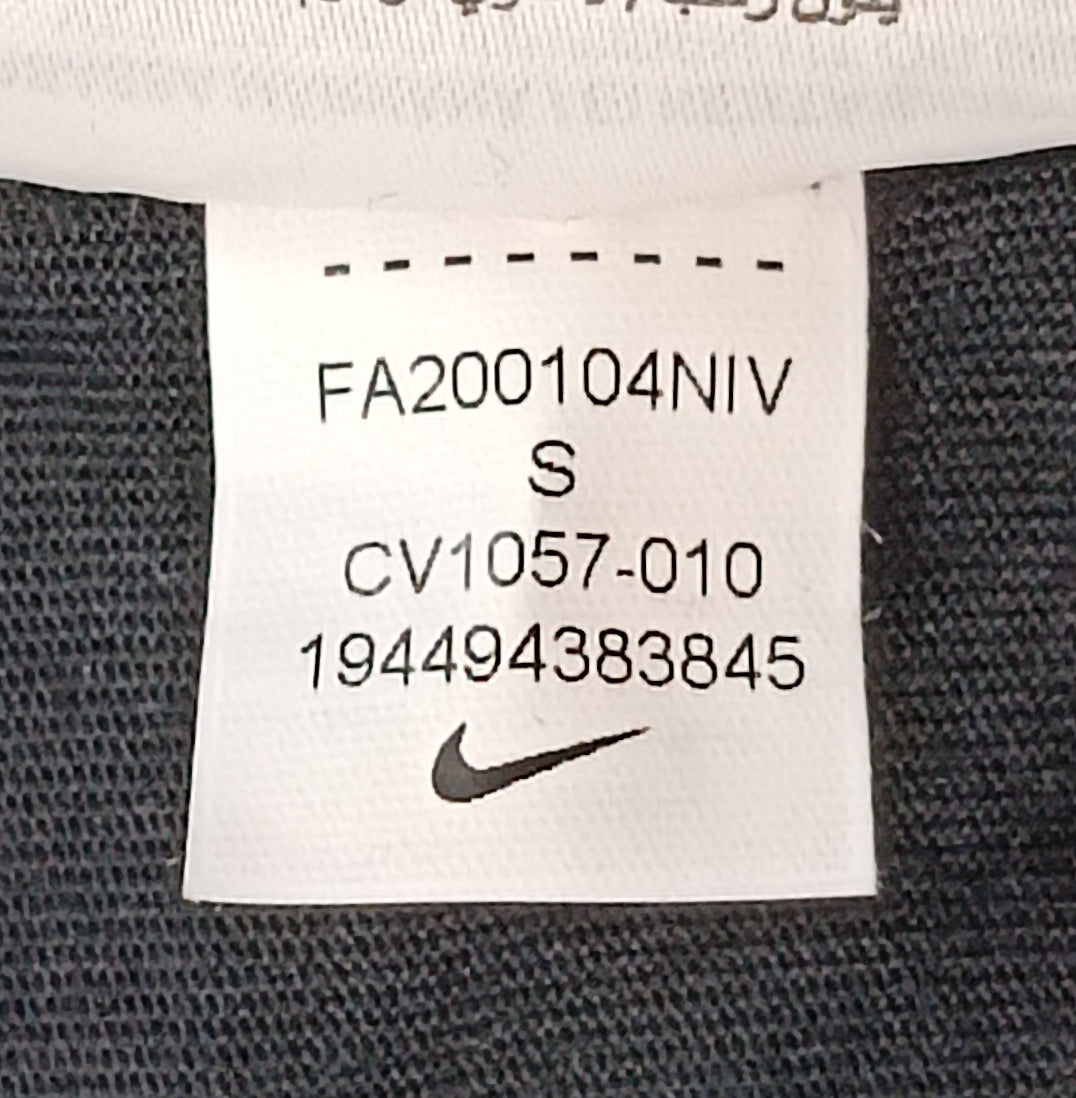 - - - - - - - -
FA200104NIV
S
CV1057-010
194494383845